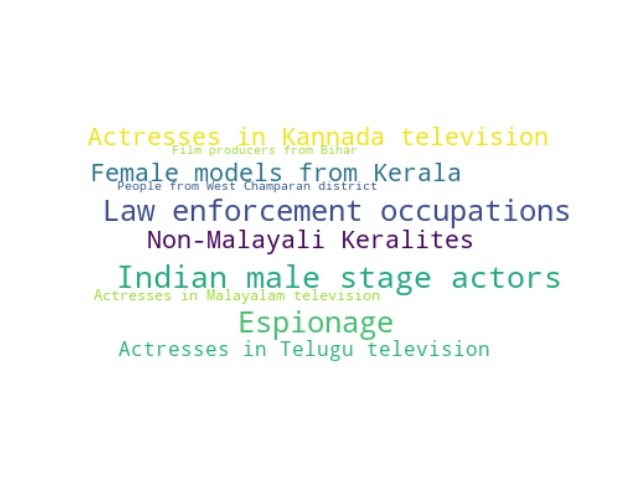 Actresses in Kannada television
Film producers from Bihar
Female models from Kerala
People from West Champaran district
Law enforcement occupations
Non-Malayali Keralites
Indian male stage actors
Actresses in Malayalam television
Espionage
Actresses in Telugu television